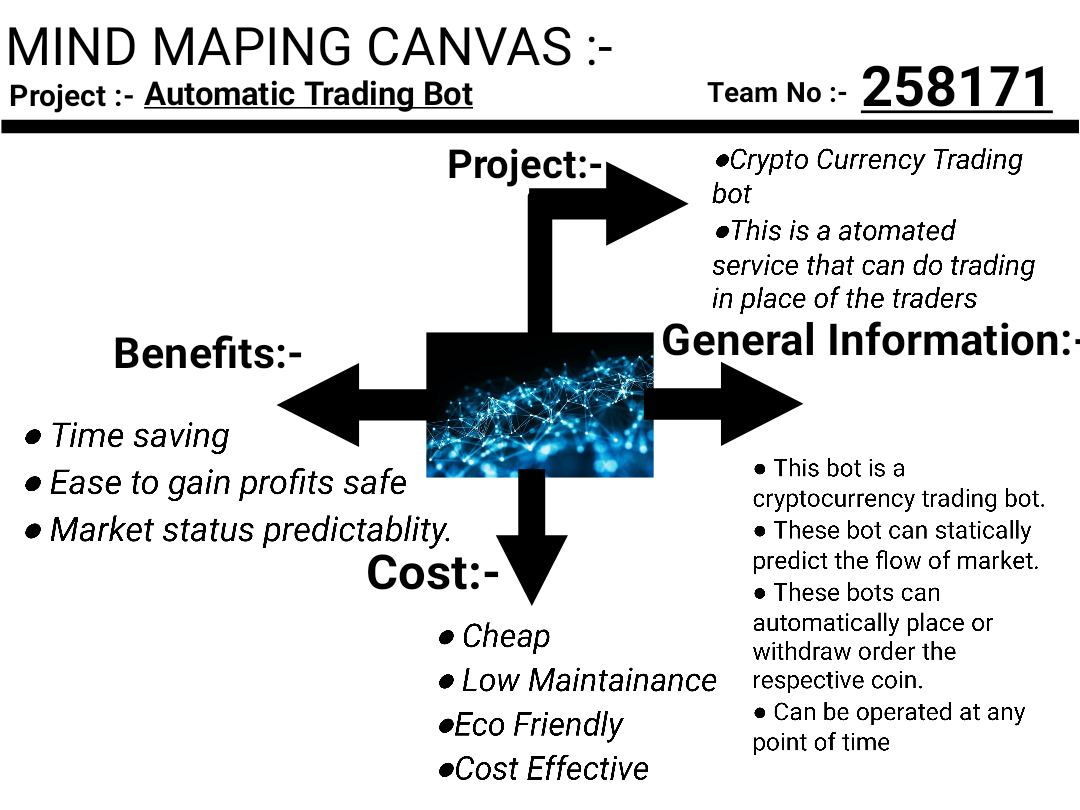 MIND MAPING CANVAS :-
Project :- Automatic Trading Bot
Team No :- 258171
Project:-
●Crypto Currency Trading
bot
●This is a atomated
service that can do trading
in place of the traders
Benefits:-
● Time saving
● Ease to gain profits safe
● Market status predictablity.
General Information:-
● This bot is a
cryptocurrency trading bot.
● These bot can statically
predict the flow of market.
● These bots can
automatically place or
withdraw order the
respective coin.
● Can be operated at any
point of time
Cost:-
● Cheap
● Low Maintainance
●Eco Friendly
●Cost Effective